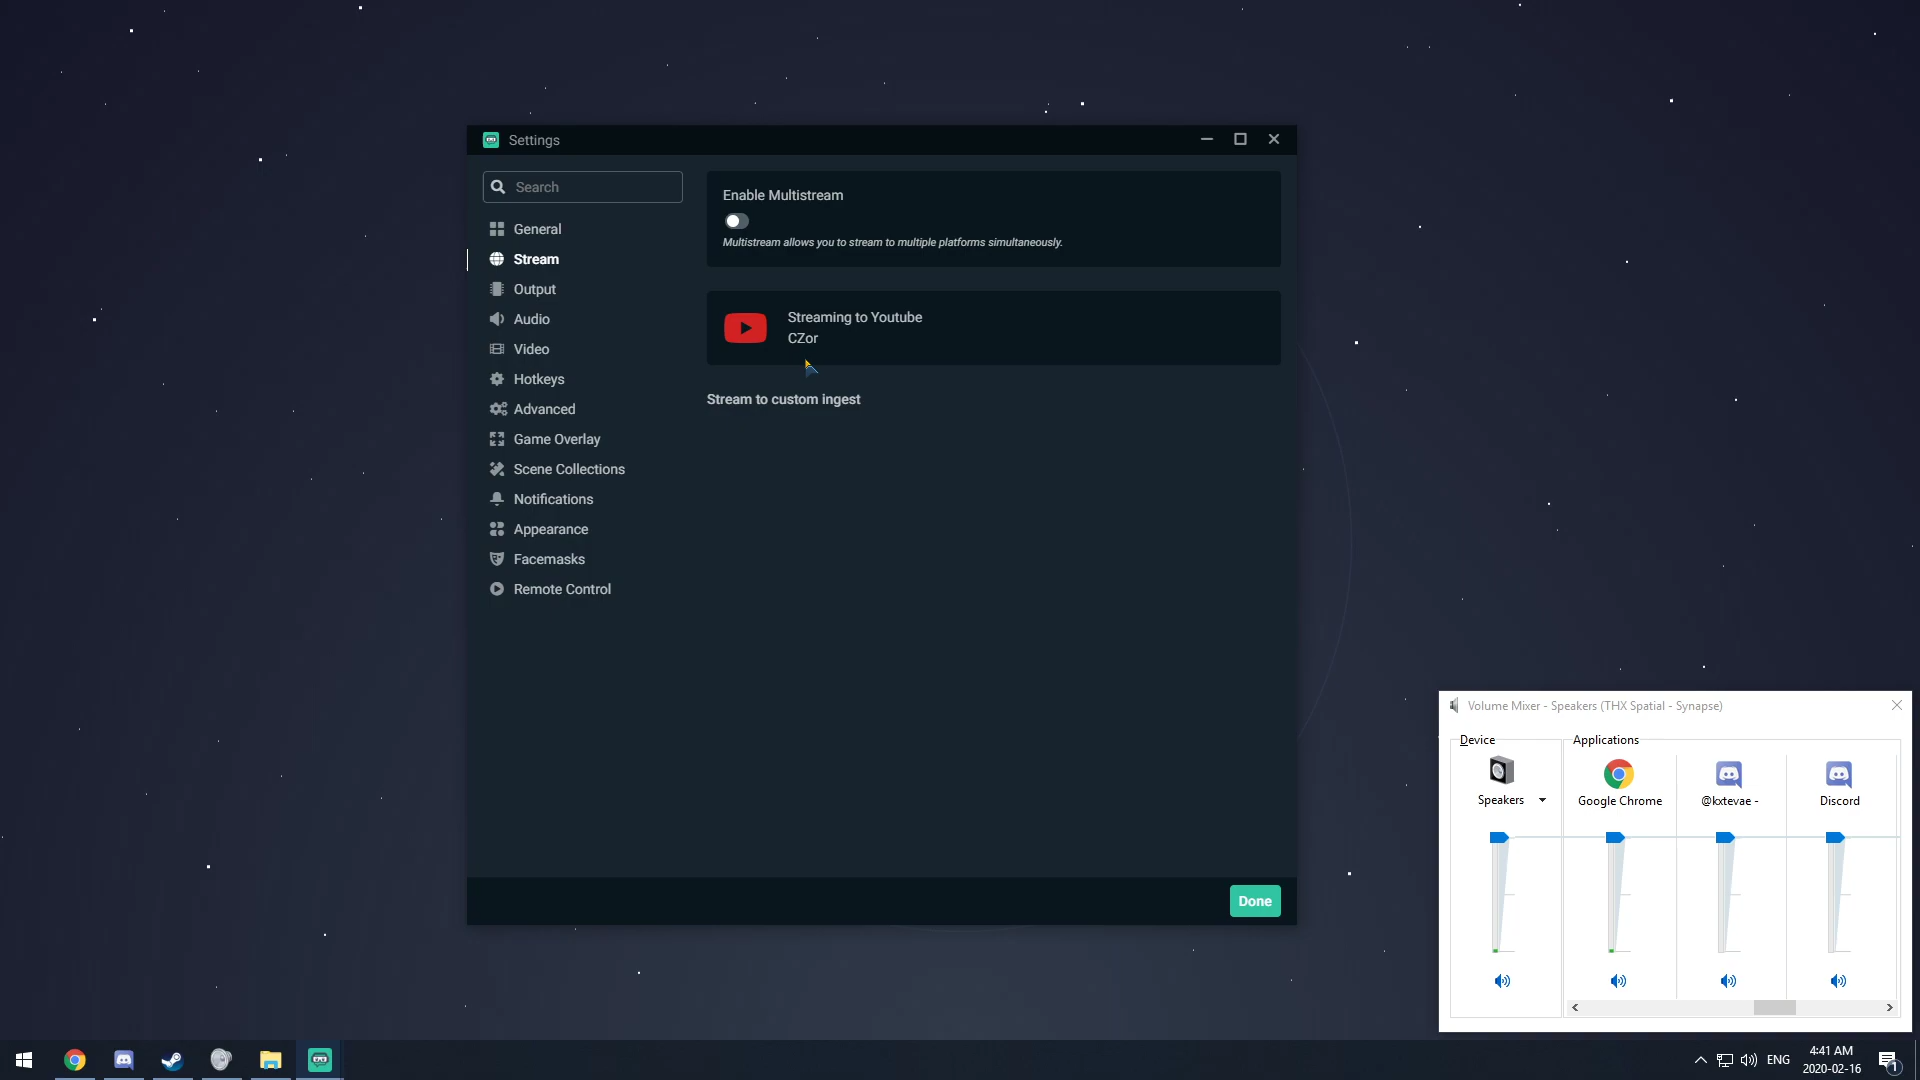 Settings
Search
General
Stream
Output
Audio
Video
Hotkeys
Advanced
Game Overlay
Scene Collections
Notifications
Appearance
Facemasks
Remote Control
Enable Multistream
Multistream allows you to stream to multiple platforms simultaneously.
Streaming to Youtube
CZor
Stream to custom ingest
Done
Volume Mixer - Speakers (THX Spatial - Synapse)
Device
Applications
Speakers
Google Chrome
@kxtevae -
Discord
ENG
4:41 AM
2020-02-16
1